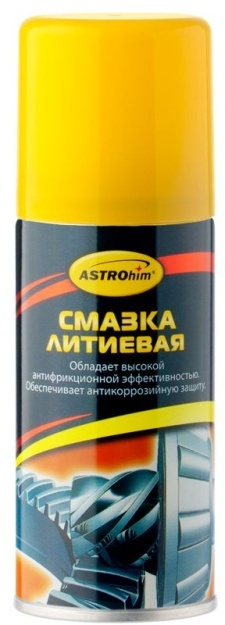 ASTROhim®
СМАЗКА
ЛИТИЕВАЯ
Обладает высокой
антифрикционной эффективностью.
Обеспечивает антикоррозийную защиту.